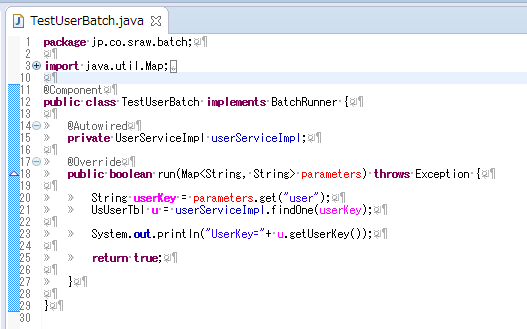 TestUserBatch.java
1 package jp.co.sraw.batch;
2
3 import java.util.Map;
10
11 @Component
12 public class TestUserBatch implements BatchRunner {
13
14 @Autowired
15 private UserServiceImpl userServiceImpl;
16
17 @Override
18 public boolean run(Map<String, String> parameters) throws Exception {
19
20 String userKey = parameters.get("user");
21 UsUserTbl u = userServiceImpl.findOne(userKey);
22
23 System.out.println("UserKey="+ u.getUserKey());
24
25 return true;
26
27 }
28
29 }